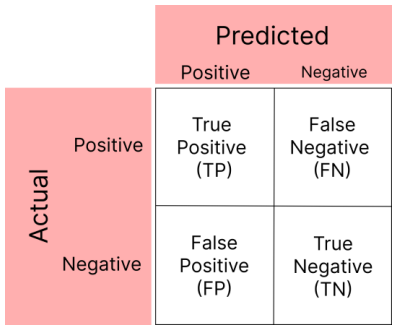 Predicted
Positive Negative
Actual
Positive
True
Positive
(TP)
False
Negative
(FN)
Negative
False
Positive
(FP)
True
Negative
(TN)